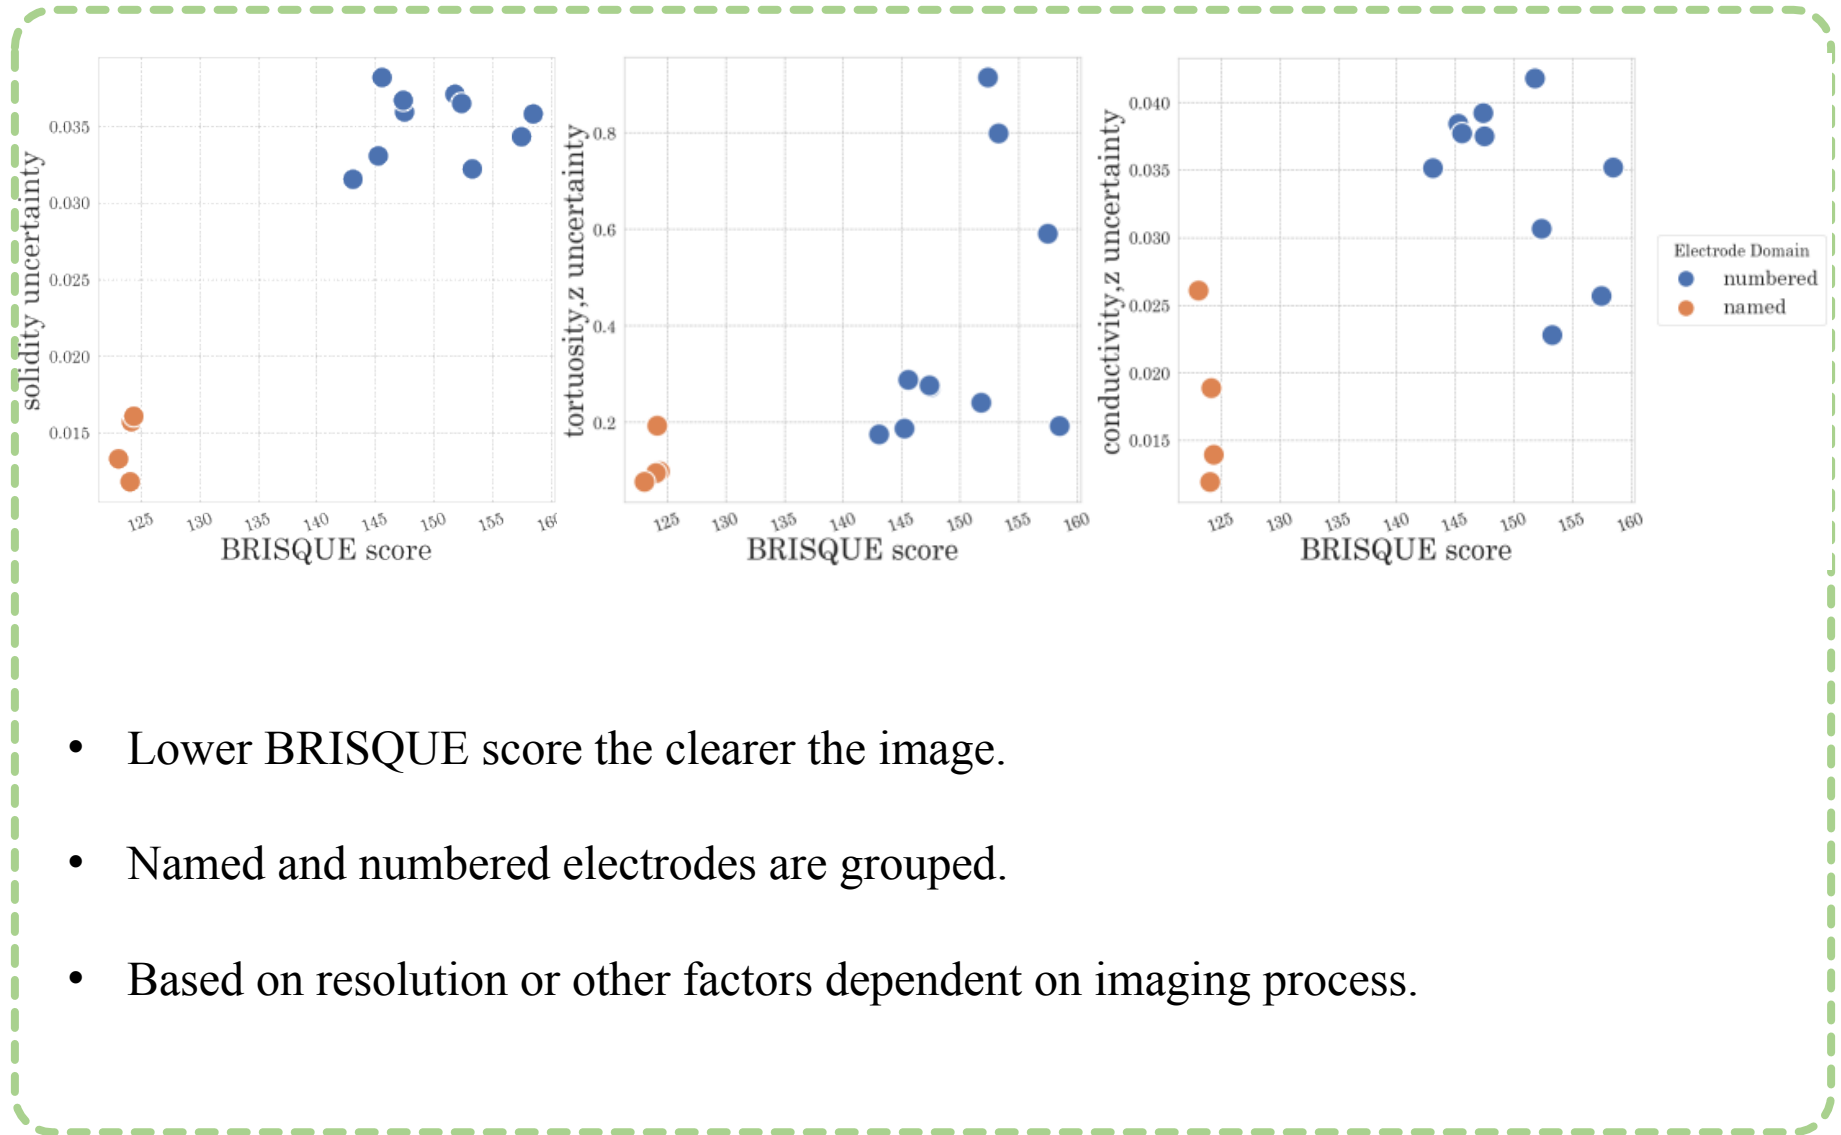 solidity uncertainty
0.035
0.030
0.025
0.020
0.015
125 130 135 140 145 150 155
BRISQUE score
tortuosity,z uncertainty
0.8
0.6
0.4
0.2
125 130 135 140 145 150 155 160
BRISQUE score
conductivity,z uncertainty
0.040
0.035
0.030
0.025
0.020
0.015
125 130 135 140 145 150 155 160
BRISQUE score
Electrode Domain
numbered
named
• Lower BRISQUE score the clearer the image.
• Named and numbered electrodes are grouped.
• Based on resolution or other factors dependent on imaging process.